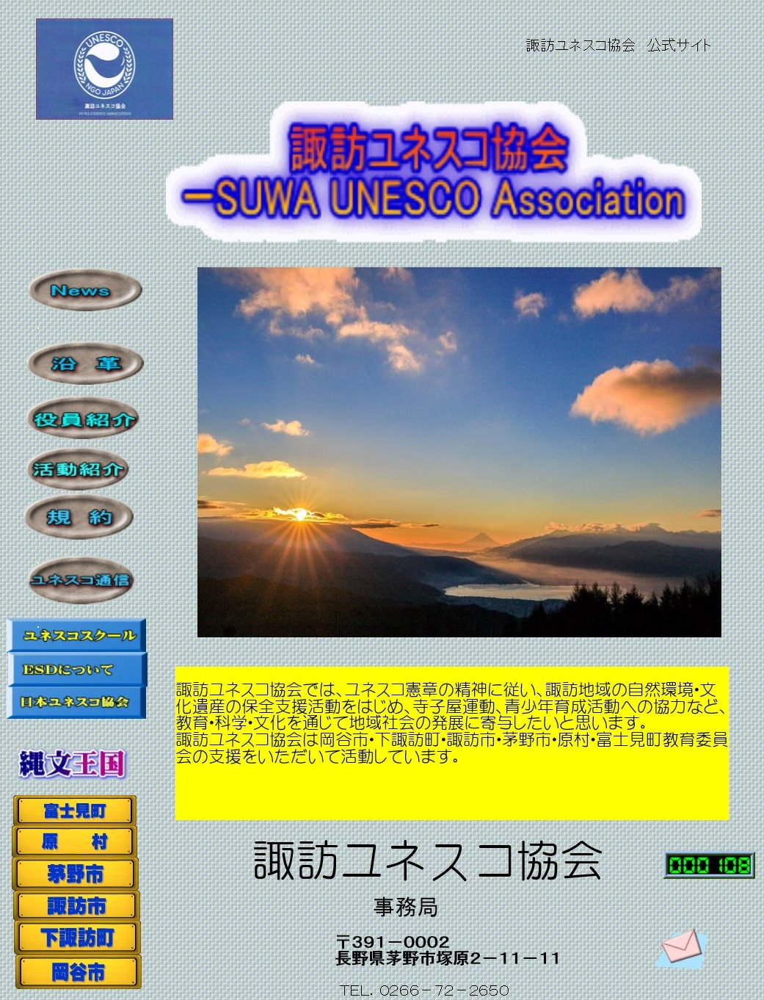 諏訪ユネスコ協会　公式サイト
UNESCO
NGO JAPAN
諏訪ユネスコ協会
SUWA UNESCO ASSOCIATION
諏訪ユネスコ協会
－SUWA UNESCO Association
News
沿　革
役員紹介
活動紹介
規　約
ユネスコ通信
ユネスコスクール
ESDについて
日本ユネスコ協会
縄文王国
富士見町
原　村
茅野市
諏訪市
下諏訪町
岡谷市
諏訪ユネスコ協会では、ユネスコ憲章の精神に従い、諏訪地域の自然環境・文
化遺産の保全支援活動をはじめ、寺子屋運動、青少年育成活動への協力など、
教育・科学・文化を通じて地域社会の発展に寄与したいと思います。
諏訪ユネスコ協会は岡谷市・下諏訪町・諏訪市・茅野市・原村・富士見町教育委員
会の支援をいただいて活動しています。
諏訪ユネスコ協会
000108
事務局
〒391－0002
長野県茅野市塚原2－11－11
TEL. 0266－72－2650